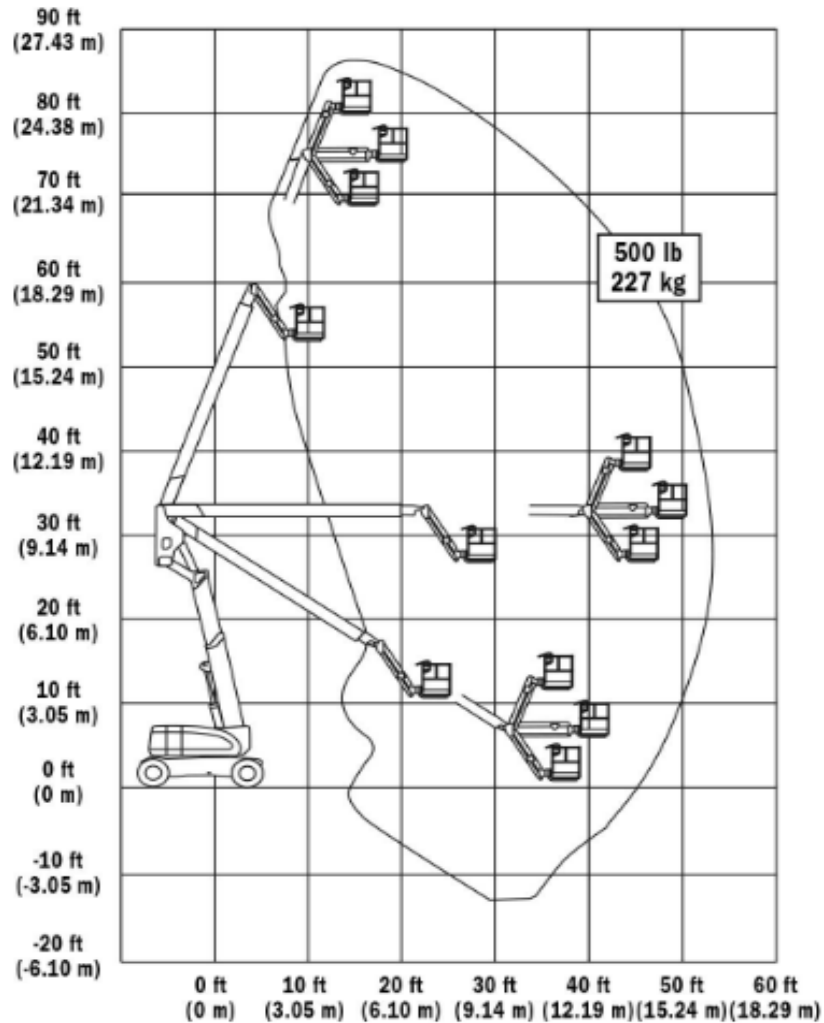 90 ft
(27.43 m)
80 ft
(24.38 m)
70 ft
(21.34 m)
60 ft
(18.29 m)
50 ft
(15.24 m)
40 ft
(12.19 m)
30 ft
(9.14 m)
20 ft
(6.10 m)
10 ft
(3.05 m)
0 ft
(0 m)
-10 ft
(-3.05 m)
-20 ft
(-6.10 m)
500 lb
227 kg
0 ft 10 ft 20 ft 30 ft 40 ft 50 ft 60 ft
(0 m) (3.05 m) (6.10 m) (9.14 m) (12.19 m) (15.24 m) (18.29 m)